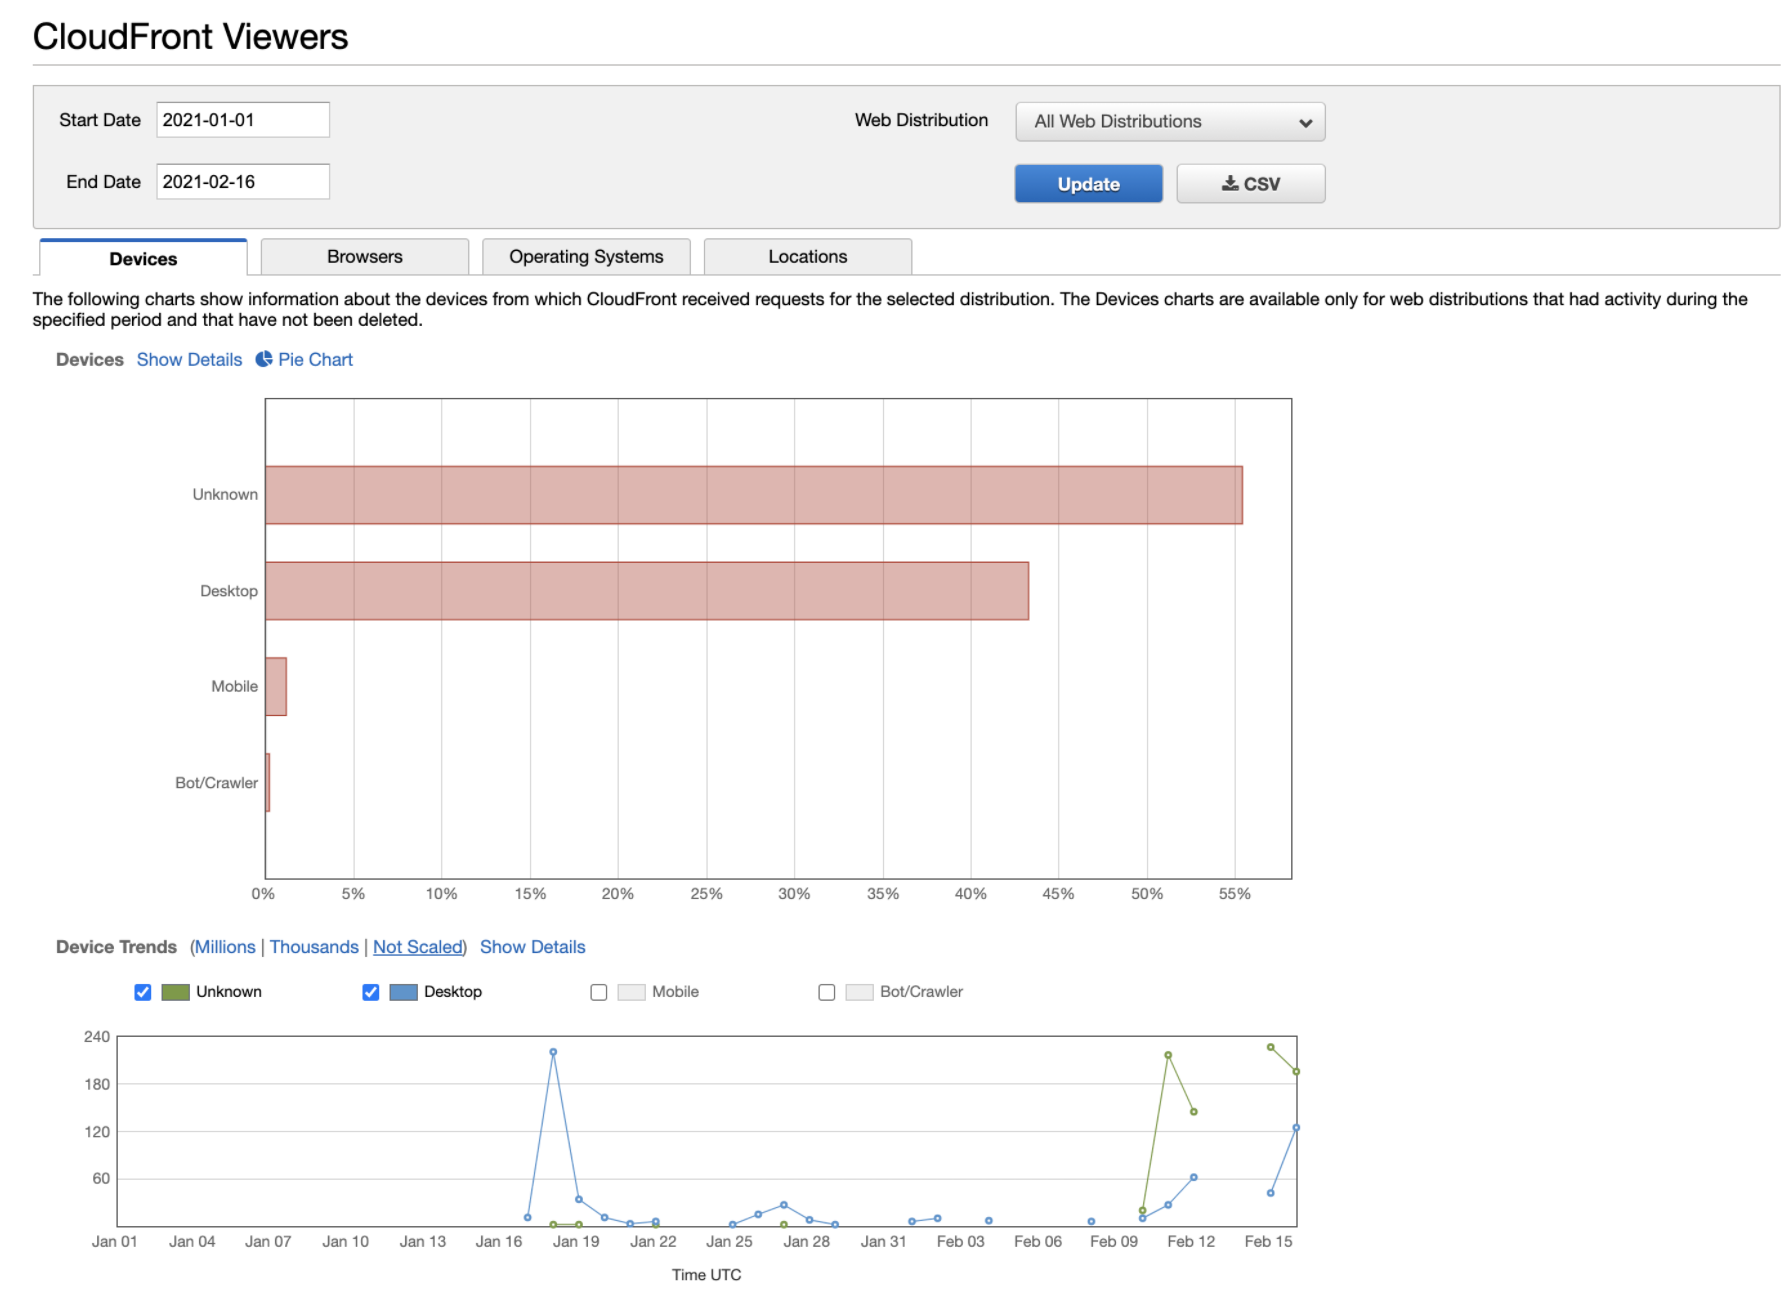 CloudFront Viewers
Start Date 2021-01-01 Web Distribution All Web Distributions
End Date 2021-02-16 Update CSV
Devices Browsers Operating Systems Locations
The following charts show information about the devices from which CloudFront received requests for the selected distribution. The Devices charts are available only for web distributions that had activity during the
specified period and that have not been deleted.
Devices Show Details Pie Chart
Unknown
Desktop
Mobile
Bot/Crawler
0% 5% 10% 15% 20% 25% 30% 35% 40% 45% 50% 55%
Device Trends (Millions | Thousands | Not Scaled) Show Details
Unknown Desktop Mobile Bot/Crawler
240
180
120
60
Jan 01 Jan 04 Jan 07 Jan 10 Jan 13 Jan 16 Jan 19 Jan 22 Jan 25 Jan 28 Jan 31 Feb 03 Feb 06 Feb 09 Feb 12 Feb 15
Time UTC